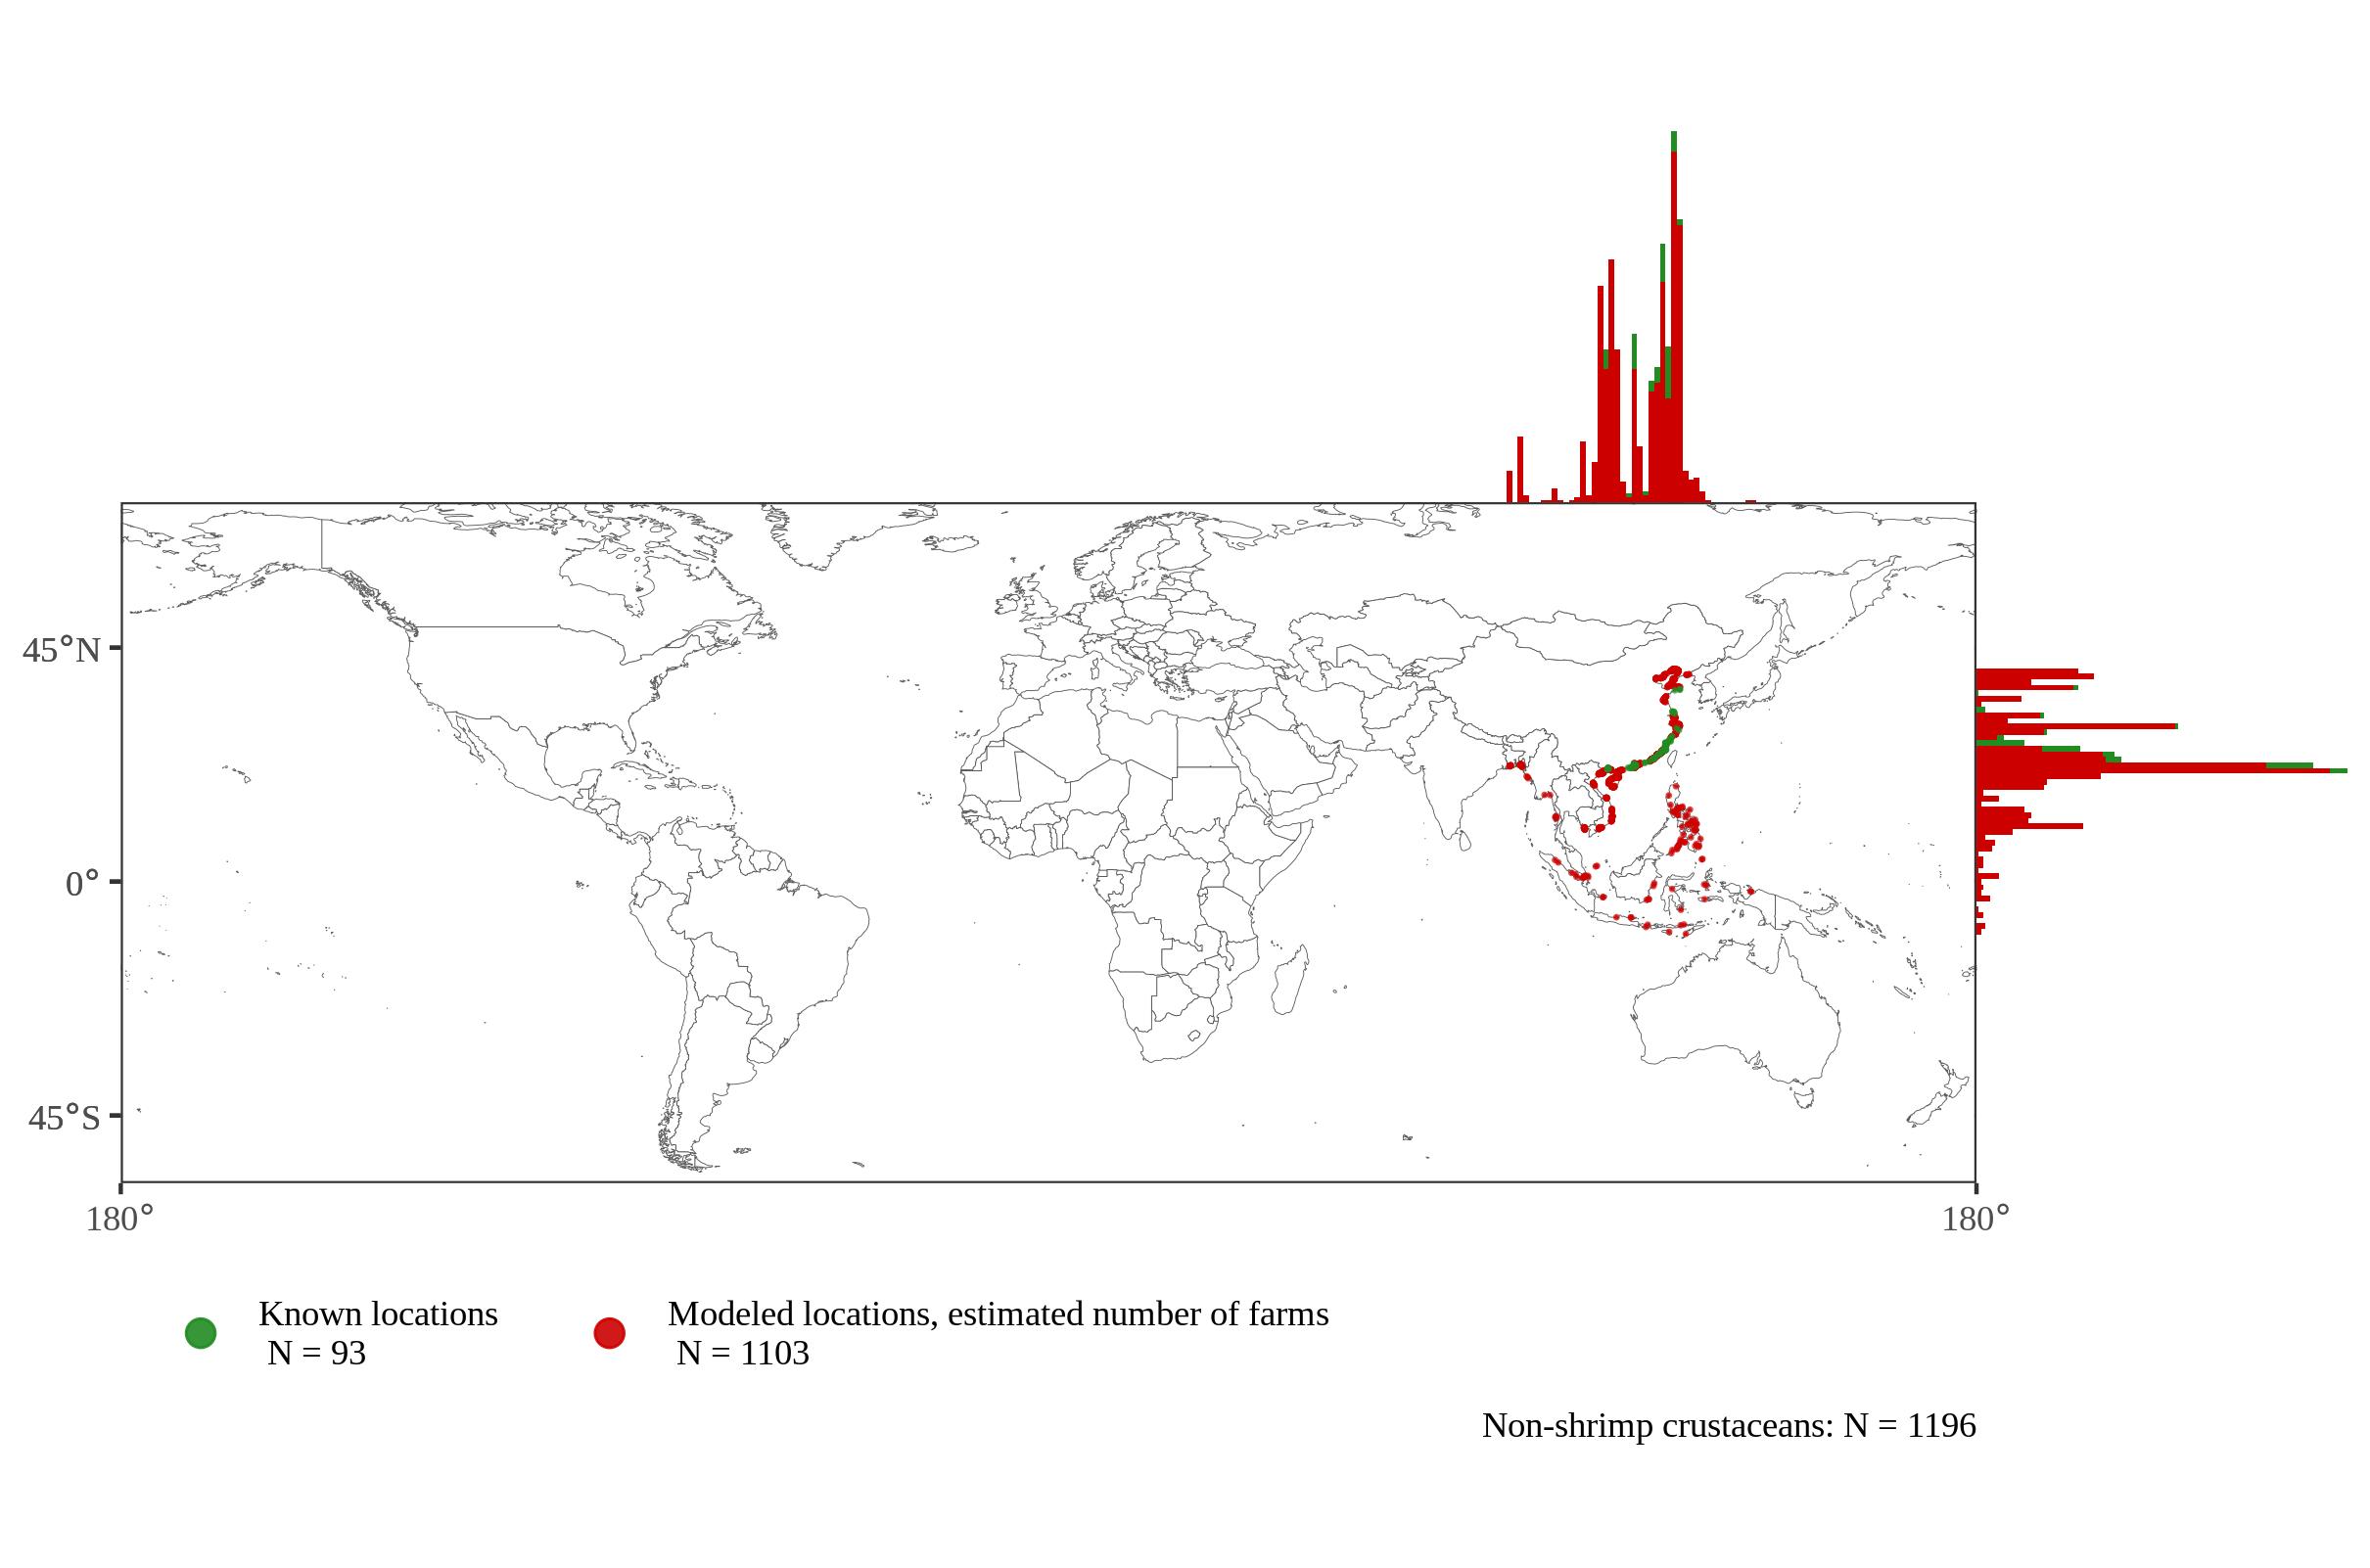 45°N
0°
45°S
180°
180°
Known locations
N = 93
Modeled locations, estimated number of farms
N = 1103
Non-shrimp crustaceans: N = 1196